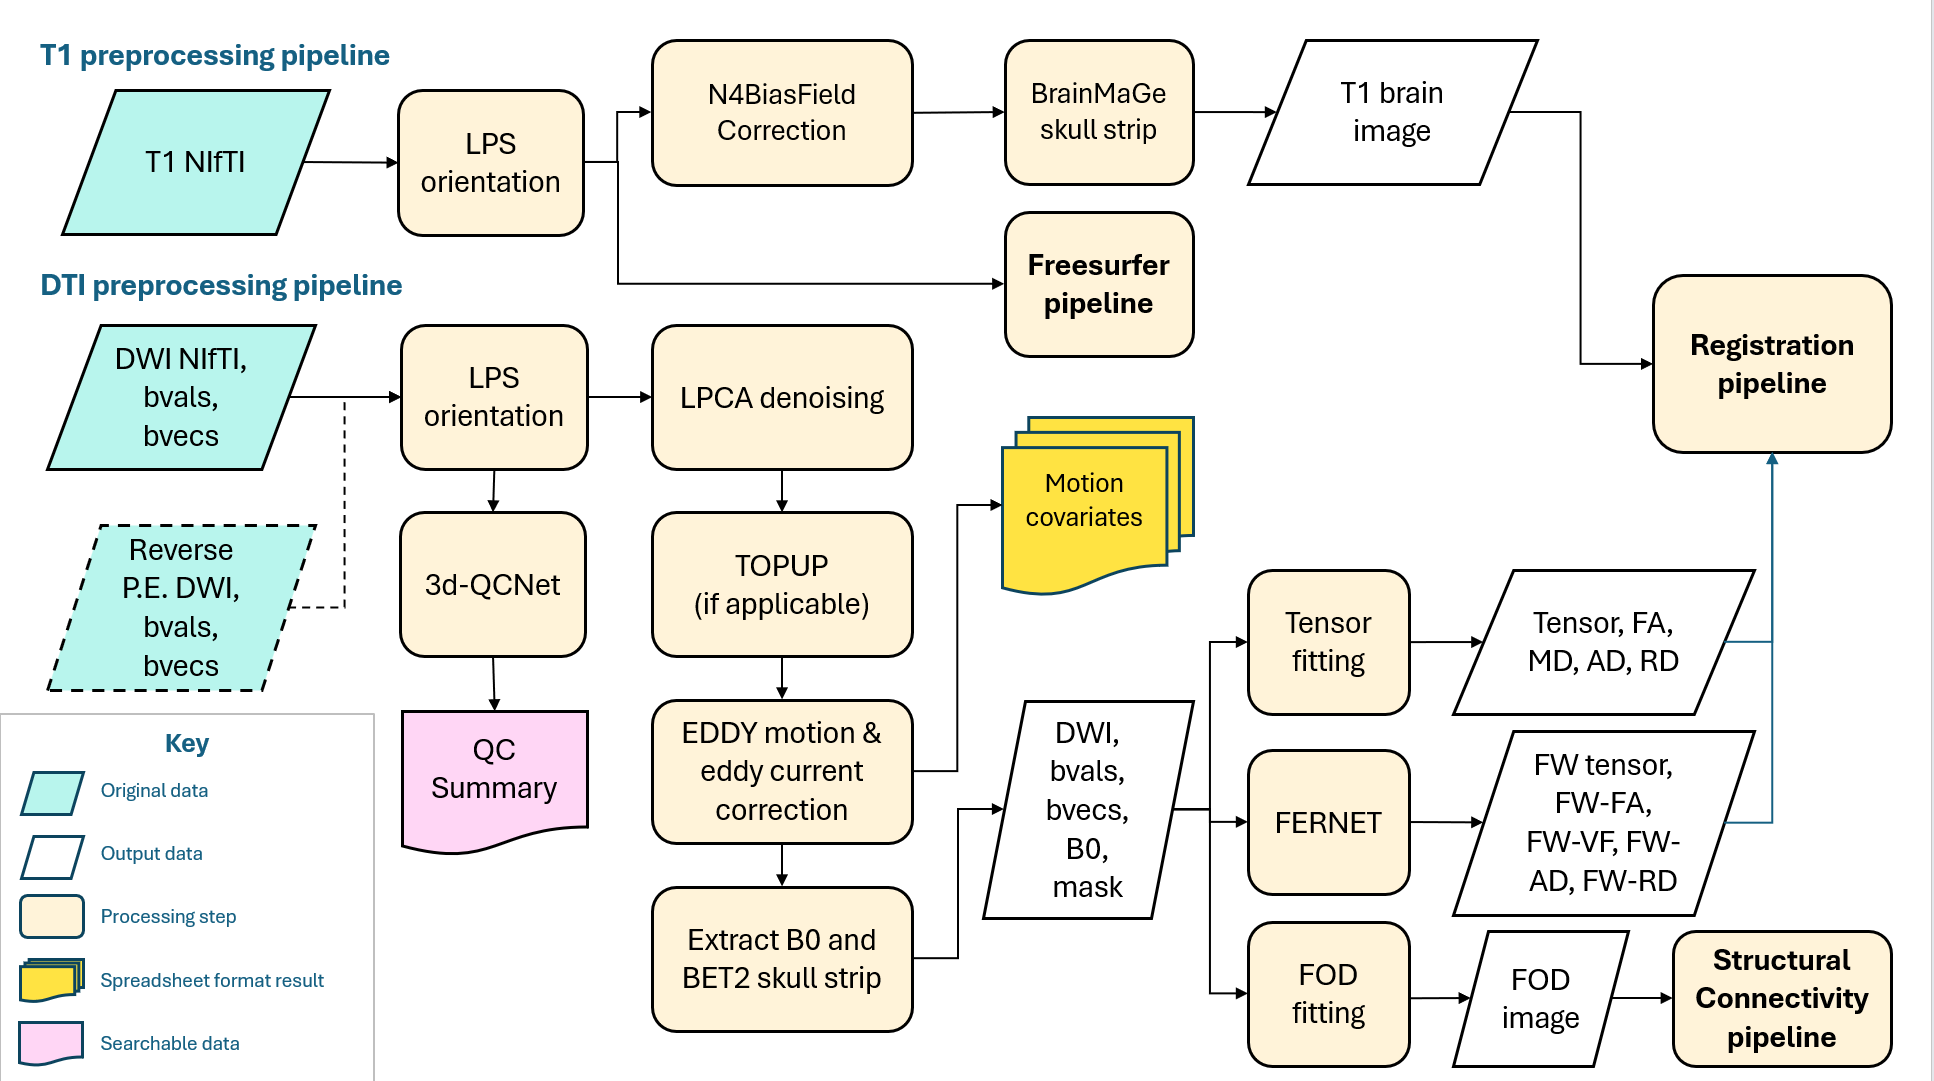 T1 preprocessing pipeline
T1 NIfTI
LPS
orientation
N4BiasField
Correction
BrainMaGe
skull strip
T1 brain
image
Freesurfer
pipeline
Registration
pipeline
DTI preprocessing pipeline
DWI NIfTI,
bvals,
bvecs
LPS
orientation
LPCA denoising
Reverse
P.E. DWI,
bvals,
bvecs
3d-QCNet
TOPUP
(if applicable)
Motion
covariates
QC
Summary
EDDY motion &
eddy current
correction
Extract B0 and
BET2 skull strip
DWI,
bvals,
bvecs,
B0,
mask
Tensor
fitting
Tensor, FA,
MD, AD, RD
FERNET
FW tensor,
FW-FA,
FW-VF, FW-
AD, FW-RD
FOD
fitting
FOD
image
Structural
Connectivity
pipeline
Key
Original data
Output data
Processing step
Spreadsheet format result
Searchable data